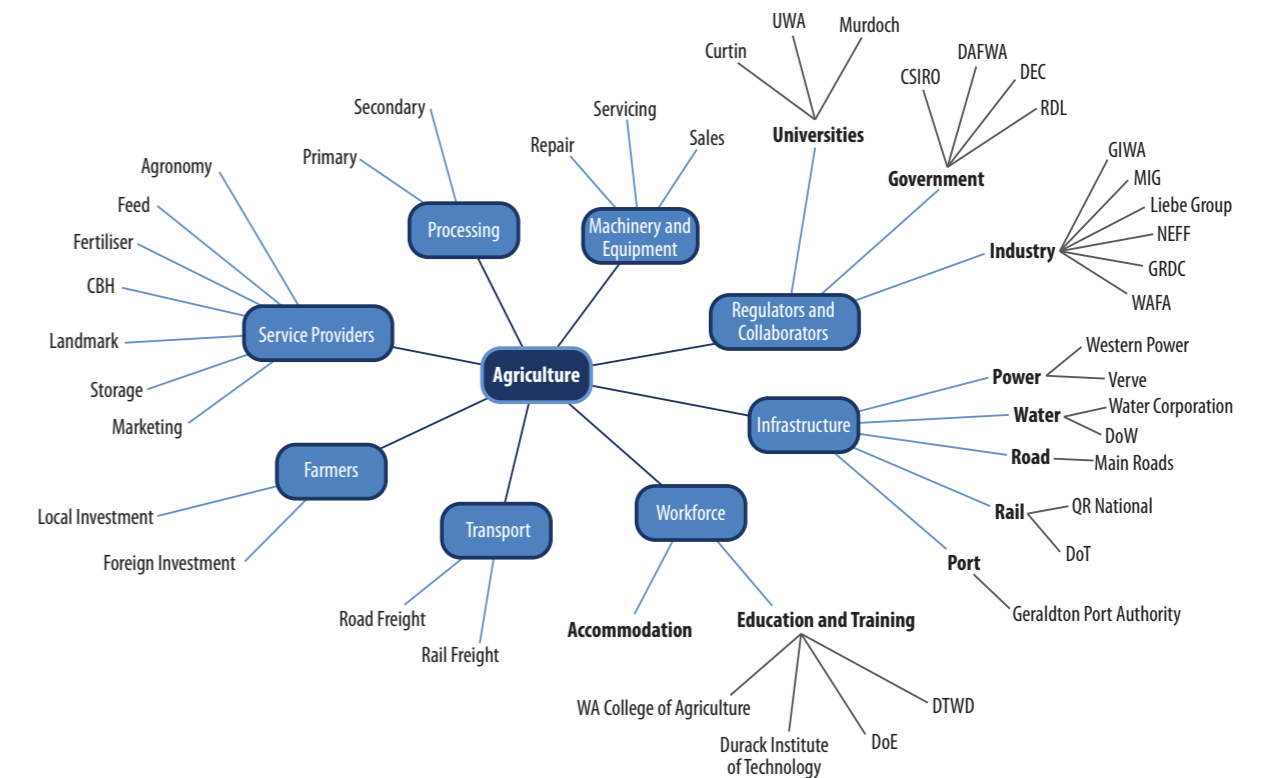 UWA
Murdoch
Curtin
DAFWA
CSIRO
DEC
RDL
Universities
Government
Secondary
Primary
Servicing
Repair
Sales
GIWA
MIG
Liebe Group
NEFF
GRDC
WAFA
Industry
Agronomy
Feed
Fertiliser
CBH
Landmark
Storage
Marketing
Processing
Machinery and
Equipment
Regulators and
Collaborators
Service Providers
Agriculture
Infrastructure
Power
Western Power
Verve
Water
Water Corporation
DoW
Road
Main Roads
Rail
QR National
DoT
Port
Geraldton Port Authority
Farmers
Local Investment
Foreign Investment
Transport
Road Freight
Rail Freight
Workforce
Accommodation
Education and Training
WA College of Agriculture
Durack Institute
of Technology
DoE
DTWD